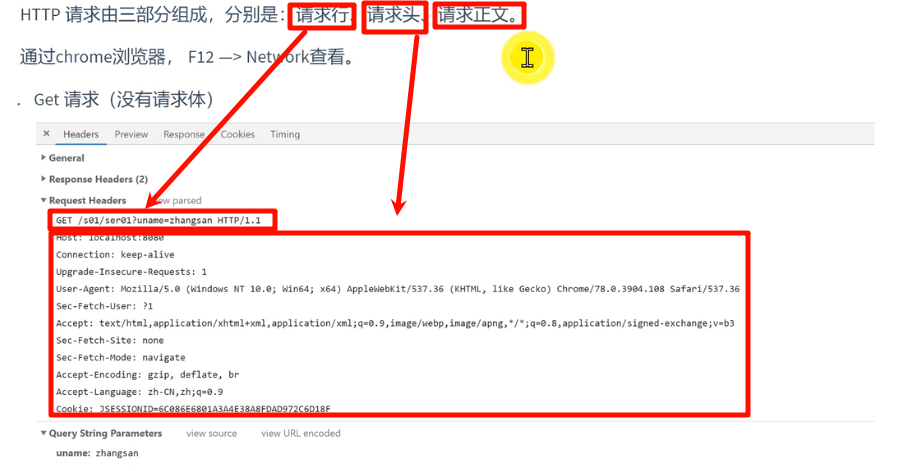 HTTP 请求由三部分组成，分别是：请求行、请求头、请求正文。
通过chrome浏览器， F12 —> Network查看。
. Get 请求（没有请求体）
× Headers Preview Response Cookies Timing
General
Response Headers (2)
Request Headers view parsed
GET /s01/ser01?uname=zhangsan HTTP/1.1
Host: localhost:8080
Connection: keep-alive
Upgrade-Insecure-Requests: 1
User-Agent: Mozilla/5.0 (Windows NT 10.0; Win64; x64) AppleWebKit/537.36 (KHTML, like Gecko) Chrome/78.0.3904.108 Safari/537.36
Sec-Fetch-User: ?1
Accept: text/html,application/xhtml+xml,application/xml;q=0.9,image/webp,image/apng,*/*;q=0.8,application/signed-exchange;v=b3
Sec-Fetch-Site: none
Sec-Fetch-Mode: navigate
Accept-Encoding: gzip, deflate, br
Accept-Language: zh-CN,zh;q=0.9
Cookie: JSESSIONID=6C086E6801A3A4E38A8FDAD972C6D18F
Query String Parameters view source view URL encoded
uname: zhangsan